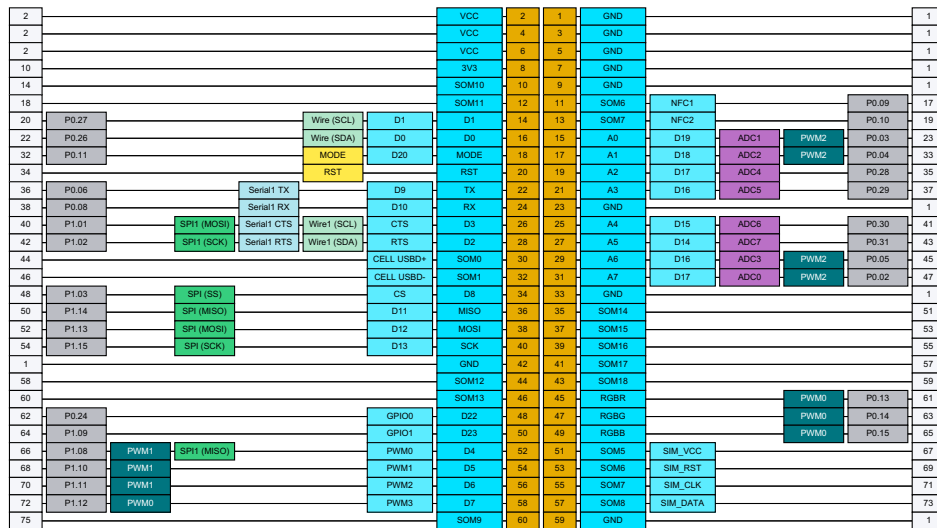 2 VCC 2 1 GND 1
2 VCC 4 3 GND 1
2 VCC 6 5 GND 1
10 3V3 8 7 GND 1
14 SOM10 10 9 GND 1
18 SOM11 12 11 SOM6 NFC1 P0.09 17
20 P0.27 Wire (SCL) D1 D1 14 13 SOM7 NFC2 P0.10 19
22 P0.26 Wire (SDA) D0 D0 16 15 A0 D19 ADC1 PWM2 P0.03 23
32 P0.11 MODE D20 MODE 18 17 A1 D18 ADC2 PWM2 P0.04 33
34 RST RST 20 19 A2 D17 ADC4 P0.28 35
36 P0.06 Serial1 TX D9 TX 22 21 A3 D16 ADC5 P0.29 37
38 P0.08 Serial1 RX D10 RX 24 23 GND 1
40 P1.01 SPI1 (MOSI) Serial1 CTS Wire1 (SCL) CTS D3 26 25 A4 D15 ADC6 P0.30 41
42 P1.02 SPI1 (SCK) Serial1 RTS Wire1 (SDA) RTS D2 28 27 A5 D14 ADC7 P0.31 43
44 CELL USBD+ SOM0 30 29 A6 D16 ADC3 PWM2 P0.05 45
46 CELL USBD- SOM1 32 31 A7 D17 ADC0 PWM2 P0.02 47
48 P1.03 SPI (SS) CS D8 34 33 GND 1
50 P1.14 SPI (MISO) D11 MISO 36 35 SOM14 51
52 P1.13 SPI (MOSI) D12 MOSI 38 37 SOM15 53
54 P1.15 SPI (SCK) D13 SCK 40 39 SOM16 55
1 GND 42 41 SOM17 57
58 SOM12 44 43 SOM18 59
60 SOM13 46 45 RGBR PWM0 P0.13 61
62 P0.24 GPIO0 D22 48 47 RGBG PWM0 P0.14 63
64 P1.09 GPIO1 D23 50 49 RGBB PWM0 P0.15 65
66 P1.08 PWM1 SPI1 (MISO) PWM0 D4 52 51 SOM5 SIM_VCC 67
68 P1.10 PWM1 PWM1 D5 54 53 SOM6 SIM_RST 69
70 P1.11 PWM1 PWM2 D6 56 55 SOM7 SIM_CLK 71
72 P1.12 PWM0 PWM3 D7 58 57 SOM8 SIM_DATA 73
75 SOM9 60 59 GND 1